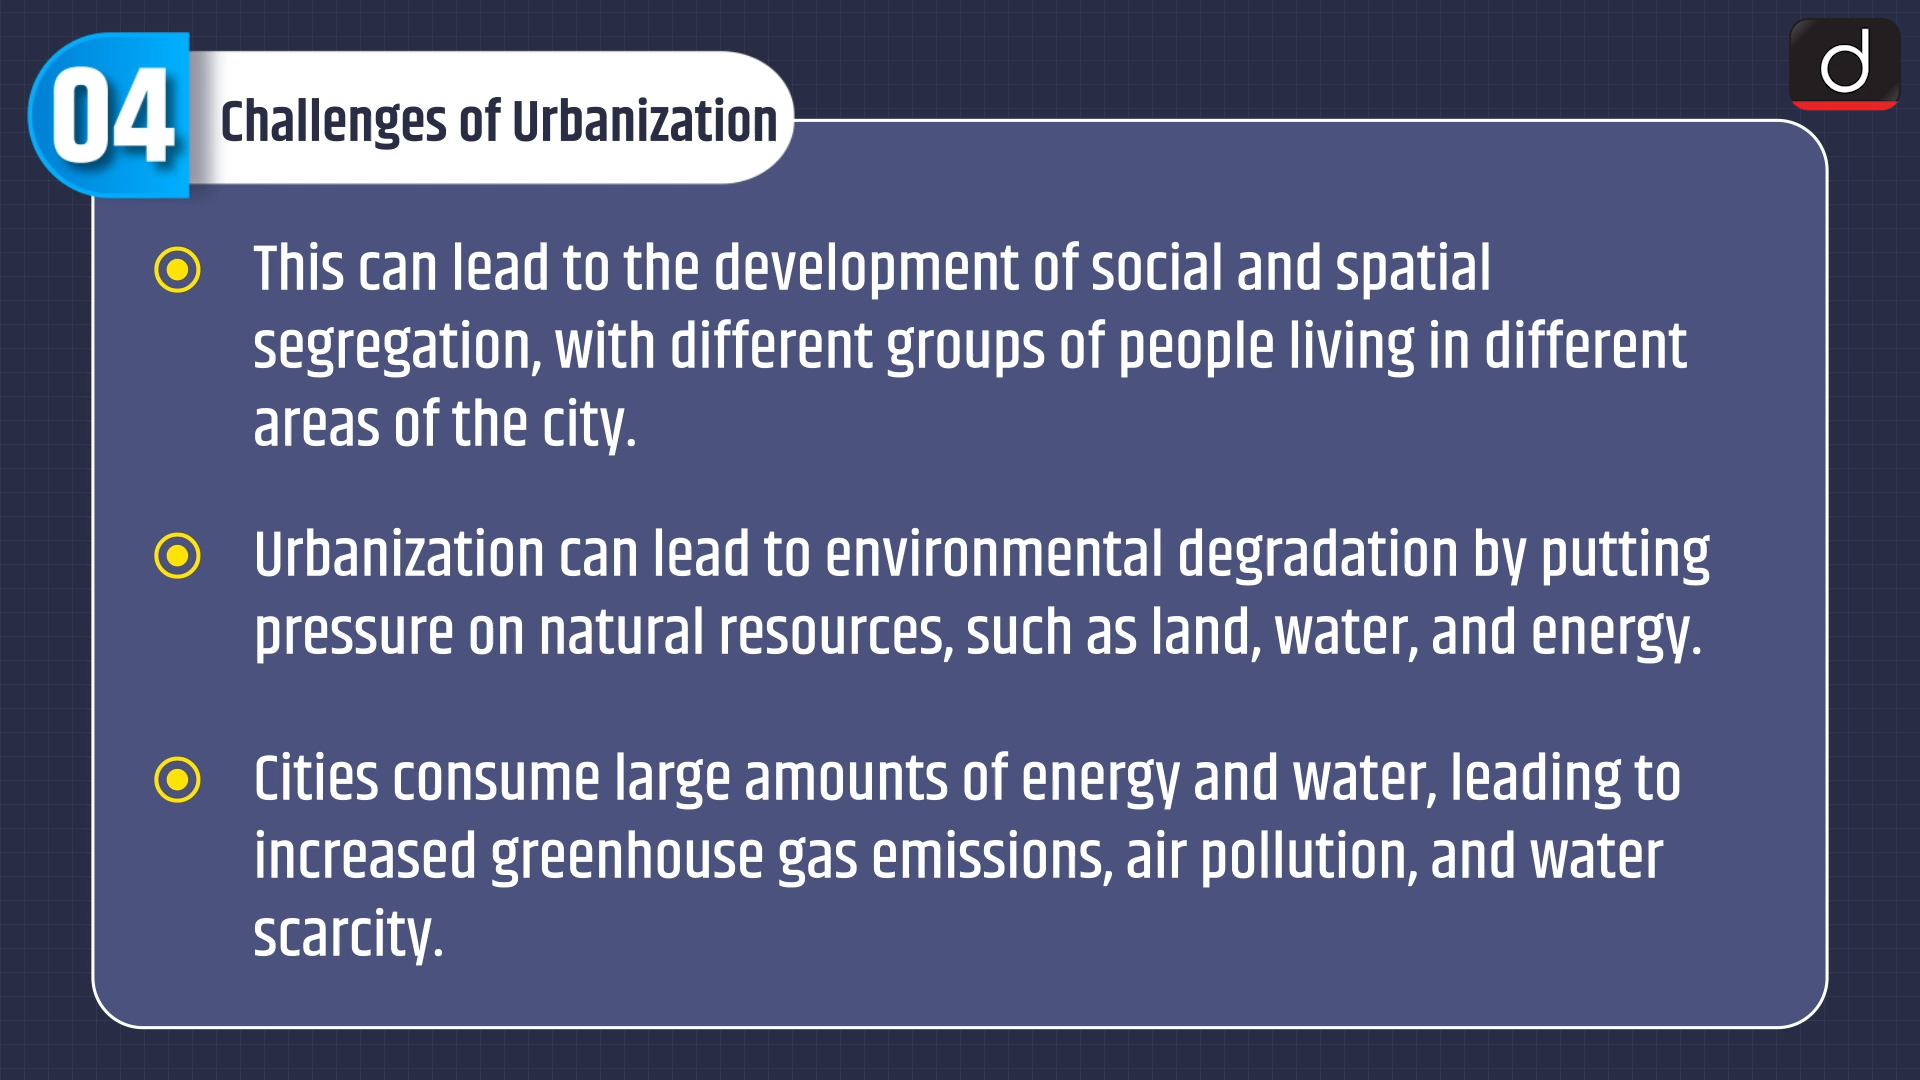 04
Challenges of Urbanization
d
This can lead to the development of social and spatial
segregation, with different groups of people living in different
areas of the city.
Urbanization can lead to environmental degradation by putting
pressure on natural resources, such as land, water, and energy.
Cities consume large amounts of energy and water, leading to
increased greenhouse gas emissions, air pollution, and water
scarcity.